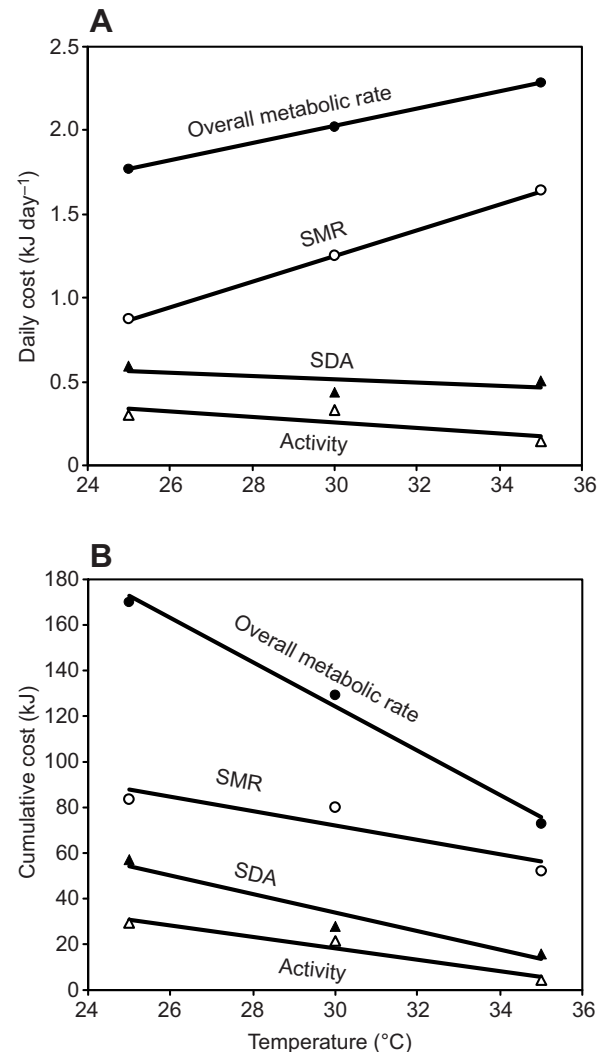 A
2.5
2.0
1.5
1.0
0.5
0
Daily cost (kJ day–1)
Overall metabolic rate
SMR
SDA
Activity
24 26 28 30 32 34 36
B
180
160
140
120
100
80
60
40
20
0
Cumulative cost (kJ)
Overall metabolic rate
SMR
SDA
Activity
24 26 28 30 32 34 36
Temperature (°C)